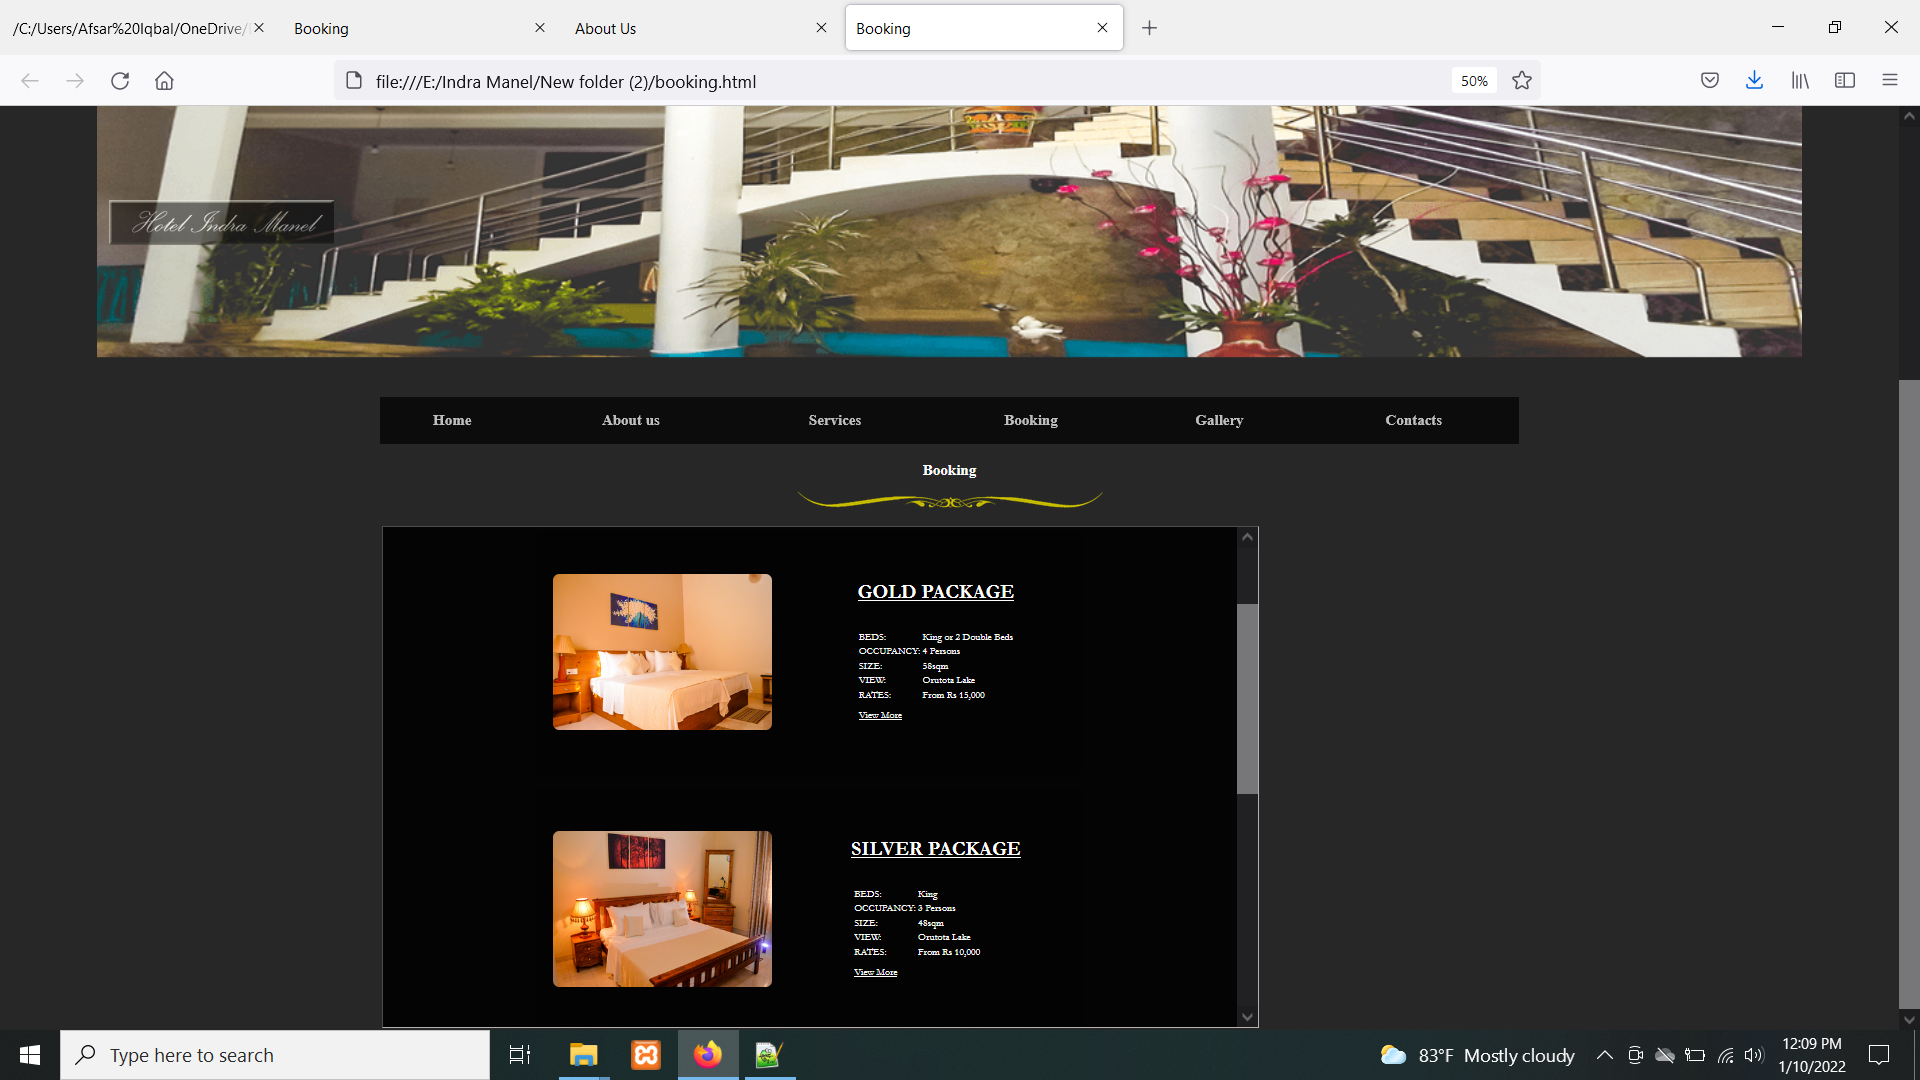 /C:/Users/Afsar%20Iqbal/OneDrive/
Booking
About Us
Booking
file:///E:/Indra Manel/New folder (2)/booking.html
50%
Hotel Indra Manel
Home
About us
Services
Booking
Gallery
Contacts
Booking
GOLD PACKAGE
BEDS: King or 2 Double Beds
OCCUPANCY: 4 Persons
SIZE: 58sqm
VIEW: Orutota Lake
RATES: From Rs 15,000
View More
SILVER PACKAGE
BEDS: King
OCCUPANCY: 3 Persons
SIZE: 48sqm
VIEW: Orutota Lake
RATES: From Rs 10,000
View More
Type here to search
83°F Mostly cloudy
12:09 PM
1/10/2022